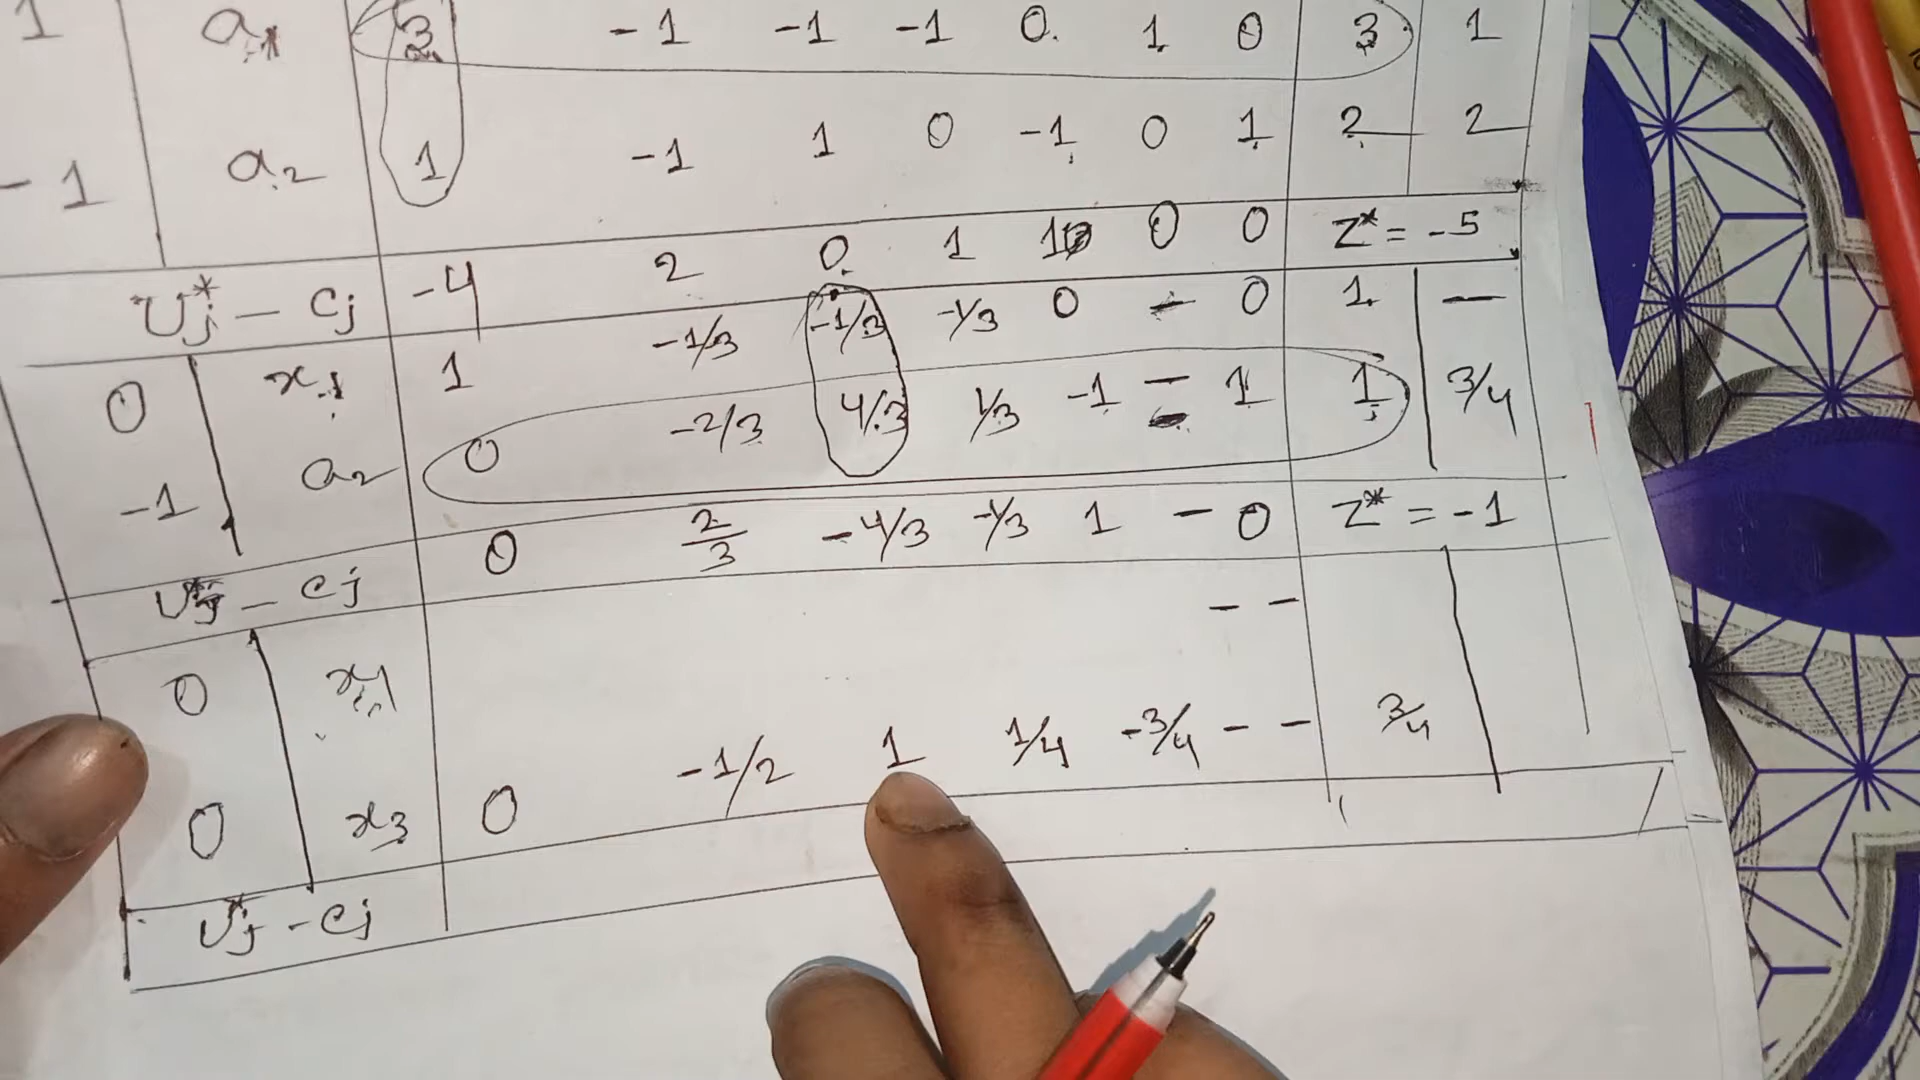 1 a₁* 3 -1 -1 -1 0 1 0 3 1
-1 a₂ 1 -1 1 0 -1 0 1 2 2
Uj* - Cj -4 2 0 1 1 0 0 Z* = -5
0 x₁ 1 -1/3 -1/3 -1/3 0 - 0 1 —
-1 a₂ 0 -2/3 4/3 1/3 -1 - 1 1 3/4
Uj* - Cj 0 2/3 -4/3 -1/3 1 - 0 Z* = -1
0 x₁ - -
0 x₃ 0 -1/2 1 1/4 -3/4 - - 3/4
Uj* - Cj